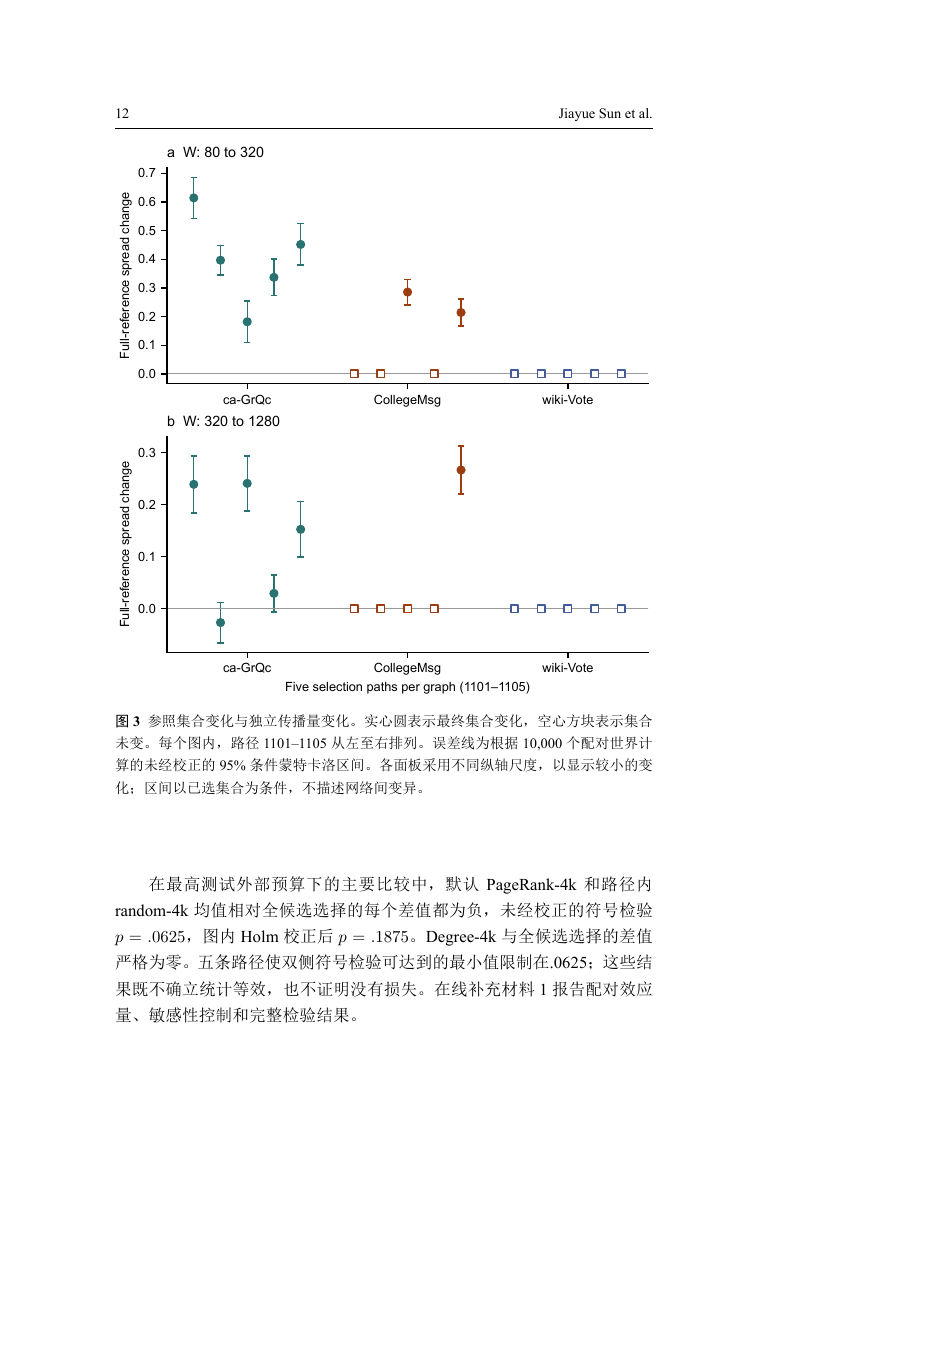 12 Jiayue Sun et al.
a W: 80 to 320
Full-reference spread change
0.7
0.6
0.5
0.4
0.3
0.2
0.1
0.0
ca-GrQc CollegeMsg wiki-Vote
b W: 320 to 1280
Full-reference spread change
0.3
0.2
0.1
0.0
ca-GrQc CollegeMsg wiki-Vote
Five selection paths per graph (1101–1105)
图 3 参照集合变化与独立传播量变化。实心圆表示最终集合变化，空心方块表示集合
未变。每个图内，路径 1101–1105 从左至右排列。误差线为根据 10,000 个配对世界计
算的未经校正的 95% 条件蒙特卡洛区间。各面板采用不同纵轴尺度，以显示较小的变
化；区间以已选集合为条件，不描述网络间变异。
在最高测试外部预算下的主要比较中，默认 PageRank-4k 和路径内
random-4k 均值相对全候选选择的每个差值都为负，未经校正的符号检验
p = .0625，图内 Holm 校正后 p = .1875。Degree-4k 与全候选选择的差值
严格为零。五条路径使双侧符号检验可达到的最小值限制在.0625；这些结
果既不确立统计等效，也不证明没有损失。在线补充材料 1 报告配对效应
量、敏感性控制和完整检验结果。